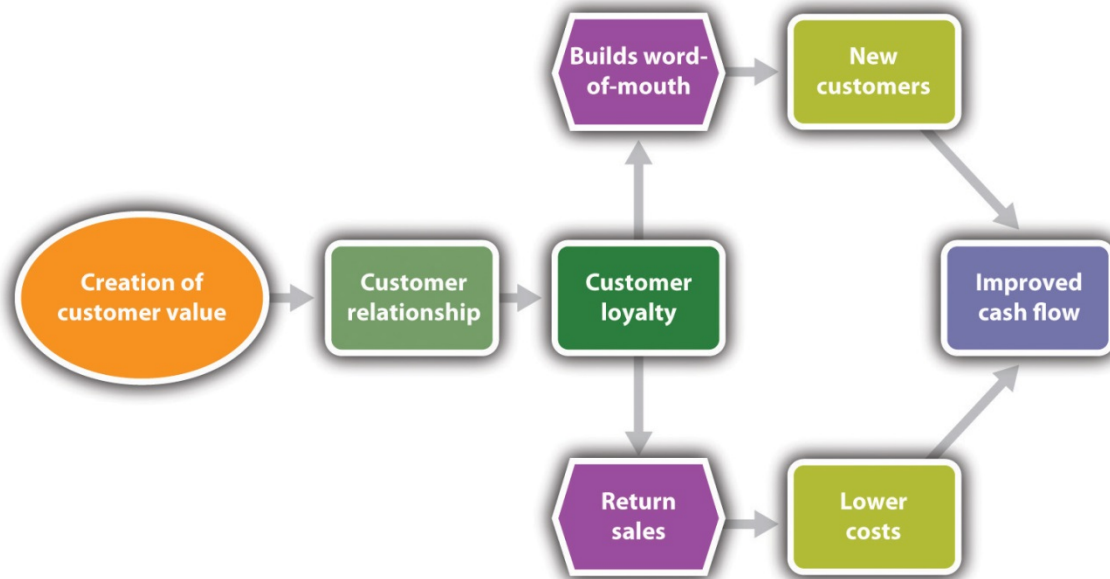 Builds word-
of-mouth
New
customers
Creation of
customer value
Customer
relationship
Customer
loyalty
Improved
cash flow
Return
sales
Lower
costs